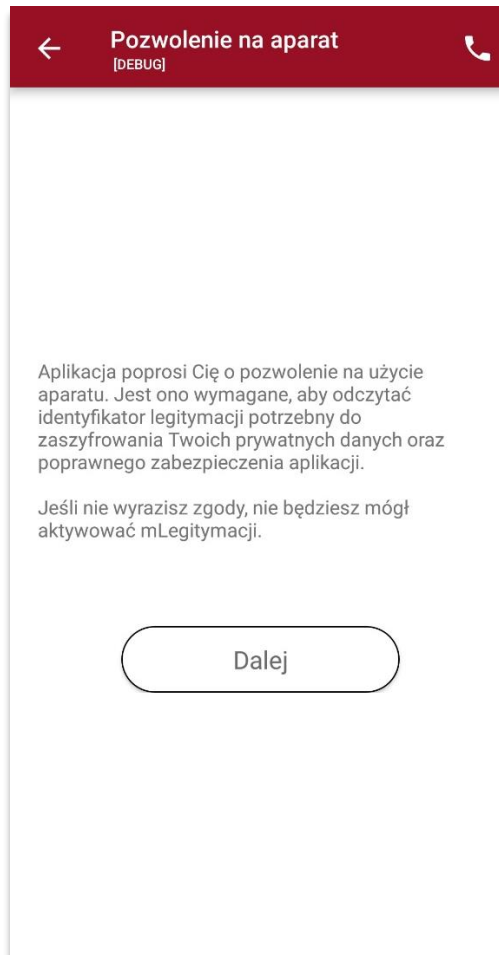 Pozwolenie na aparat
[DEBUG]
Aplikacja poprosi Cię o pozwolenie na użycie
aparatu. Jest ono wymagane, aby odczytać
identyfikator legitymacji potrzebny do
zaszyfrowania Twoich prywatnych danych oraz
poprawnego zabezpieczenia aplikacji.
Jeśli nie wyrazisz zgody, nie będziesz mógł
aktywować mLegitymacji.
Dalej